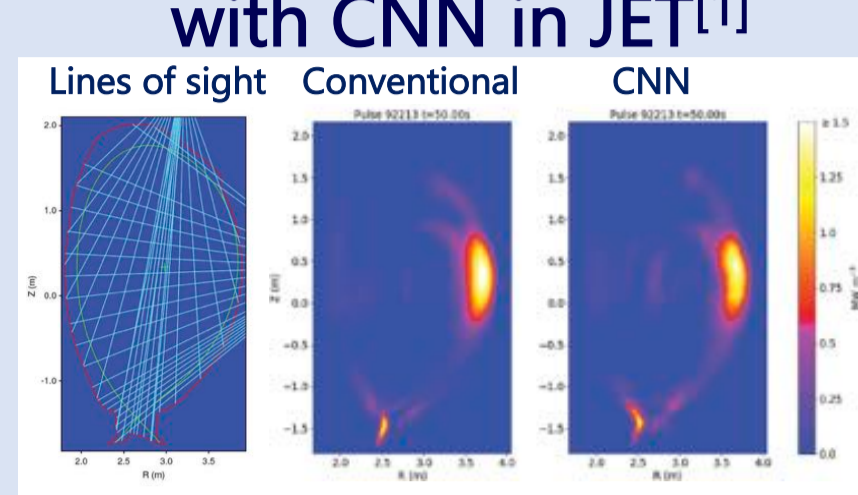 with CNN in JET[1]
Lines of sight Conventional CNN
Pulse 92213 t=50.00s
Pulse 92213 t=50.00s
2.0
1.0
0.0
-1.0
Z (m)
2.0 2.5 3.0 3.5
R (m)
2.0
1.5
1.0
0.5
0.0
−0.5
−1.0
−1.5
Z (m)
2.0 2.5 3.0 3.5 4.0
R (m)
2.0
1.5
1.0
0.5
0.0
−0.5
−1.0
−1.5
2.0 2.5 3.0 3.5 4.0
R (m)
≥1.5
1.25
1.0
0.75
0.5
0.25
0.0
MW m⁻³